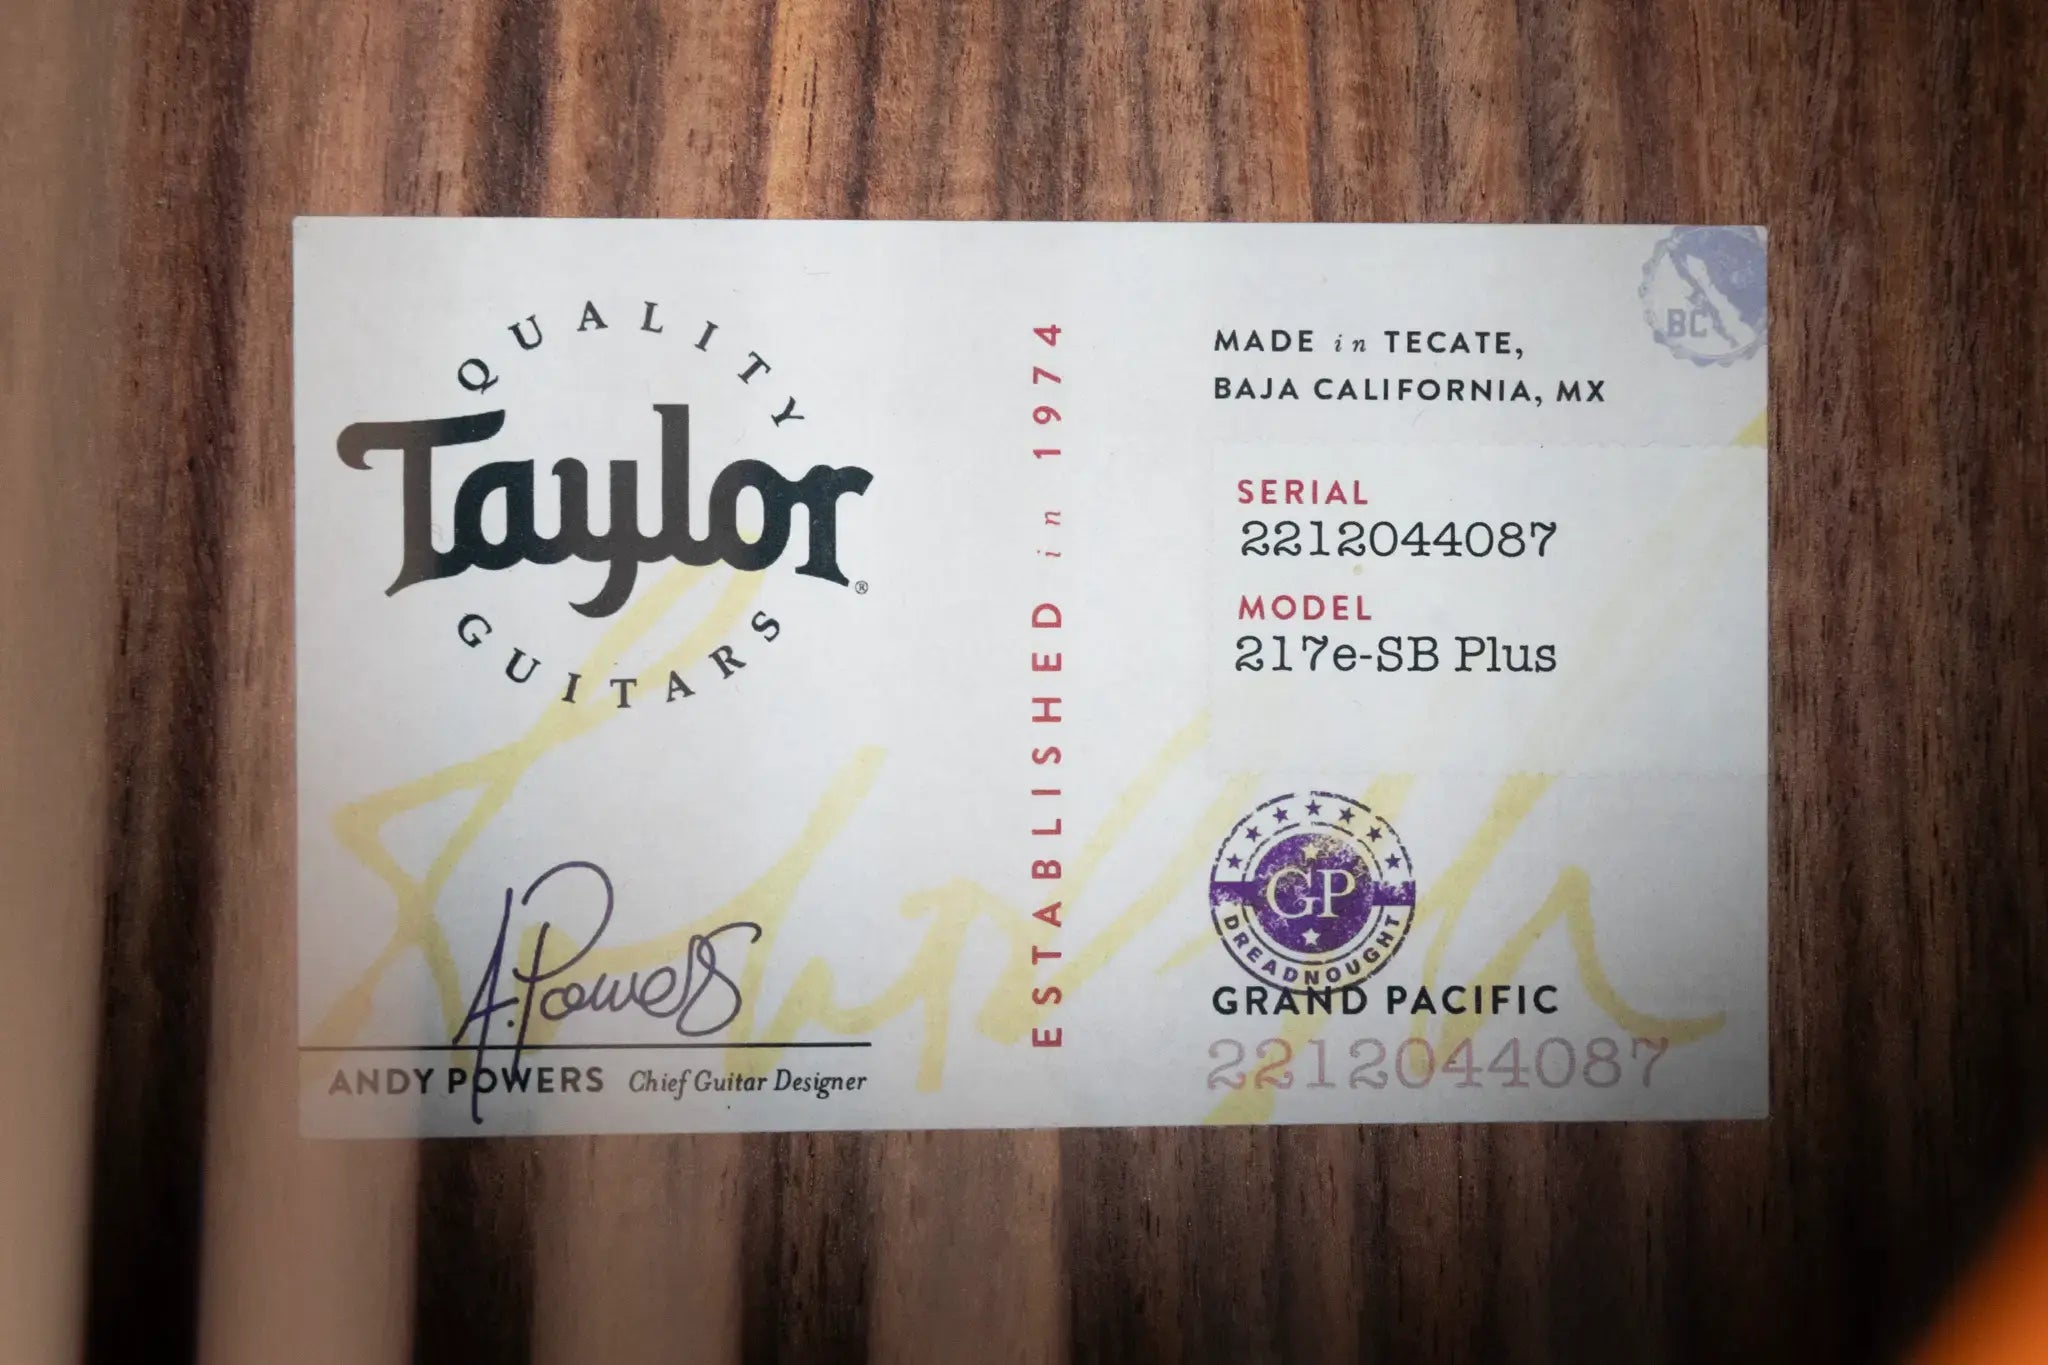 QUALITY
Taylor®
GUITARS
A. Powers
ANDY POWERS Chief Guitar Designer
ESTABLISHED in 1974
BC
MADE in TECATE,
BAJA CALIFORNIA, MX
SERIAL
2212044087
MODEL
217e-SB Plus
GP
DREADNOUGHT
GRAND PACIFIC
2212044087